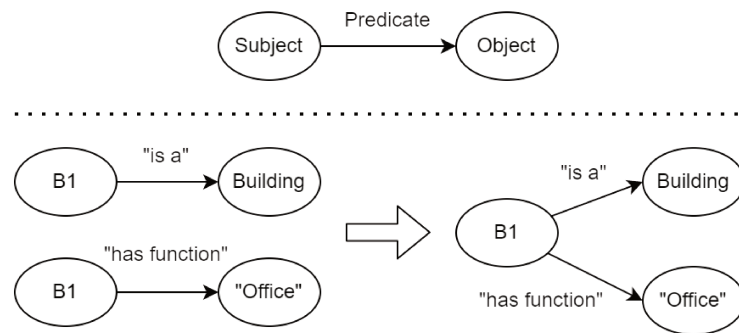 Predicate
Subject
Object
"is a"
B1
Building
"has function"
B1
"Office"
"is a"
Building
B1
"has function"
"Office"